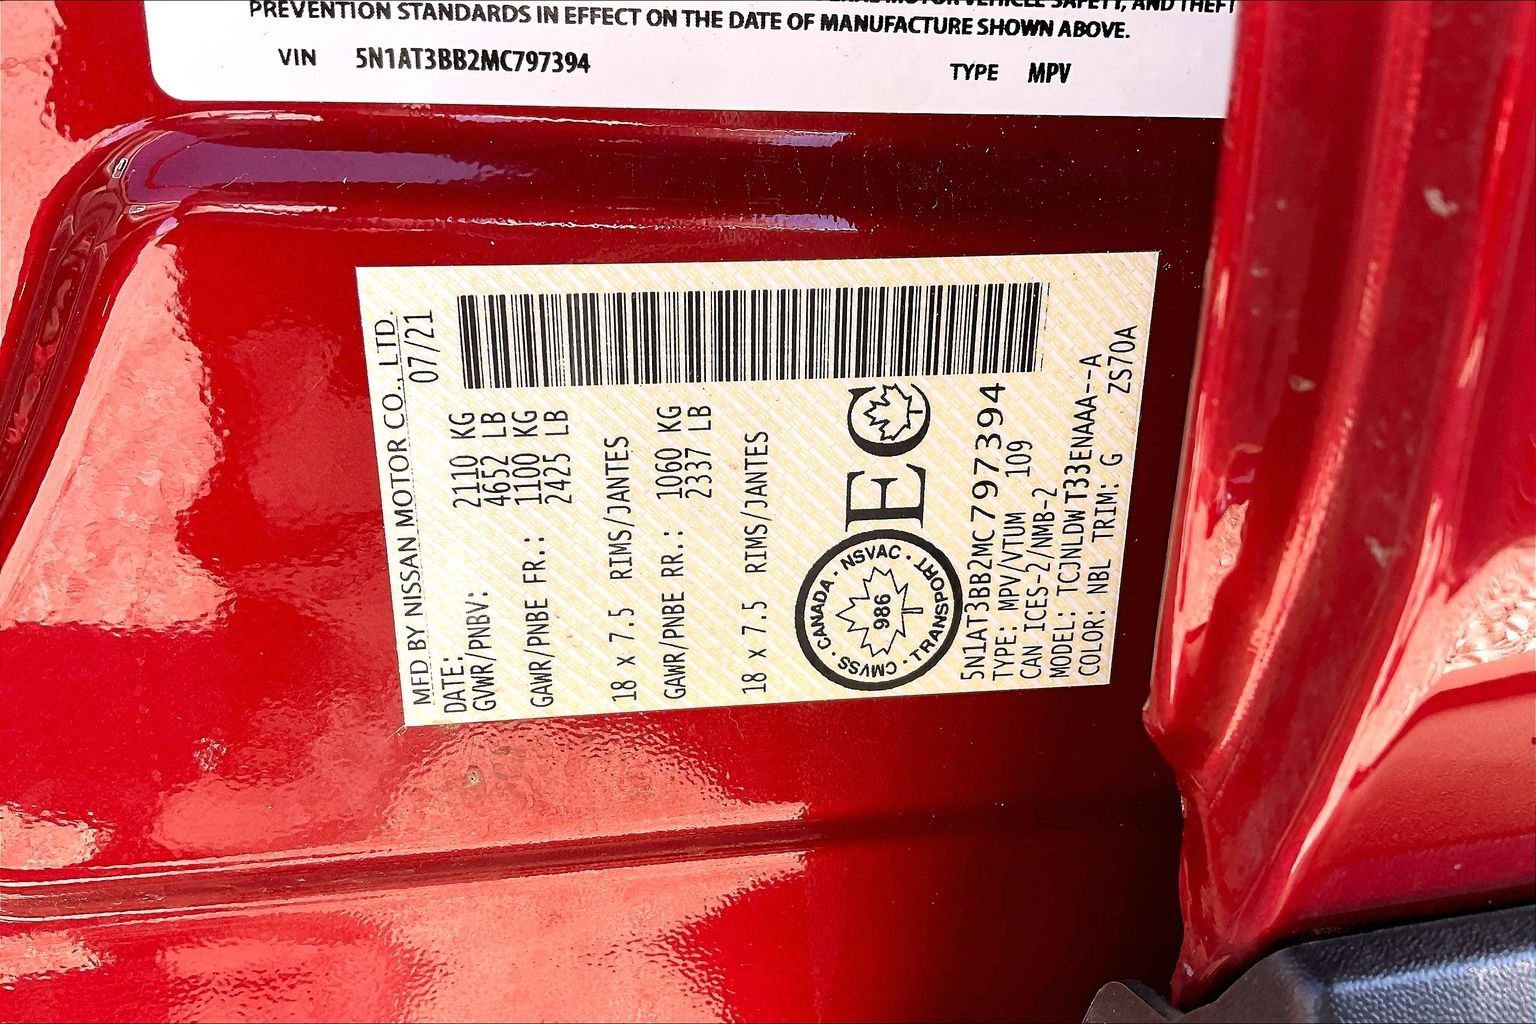 PREVENTION STANDARDS IN EFFECT ON THE DATE OF MANUFACTURE SHOWN ABOVE.
VIN 5N1AT3BB2MC797394 TYPE MPV
MFD BY NISSAN MOTOR CO., LTD.
DATE: 07/21
GVWR/PNBV: 2110 KG
4652 LB
GAWR/PNBE FR.: 1100 KG
2425 LB
18 x 7.5 RIMS/JANTES
GAWR/PNBE RR.: 1060 KG
2337 LB
18 x 7.5 RIMS/JANTES
CANADA · NSVAC · TRANSPORT · CMVSS ·
986
EC
T
5N1AT3BB2MC797394
TYPE: MPV/VTUM 109
CAN ICES-2/NMB-2
MODEL: TCJNLDWT33ENAAA--A
COLOR: NBL TRIM: G ZS70A